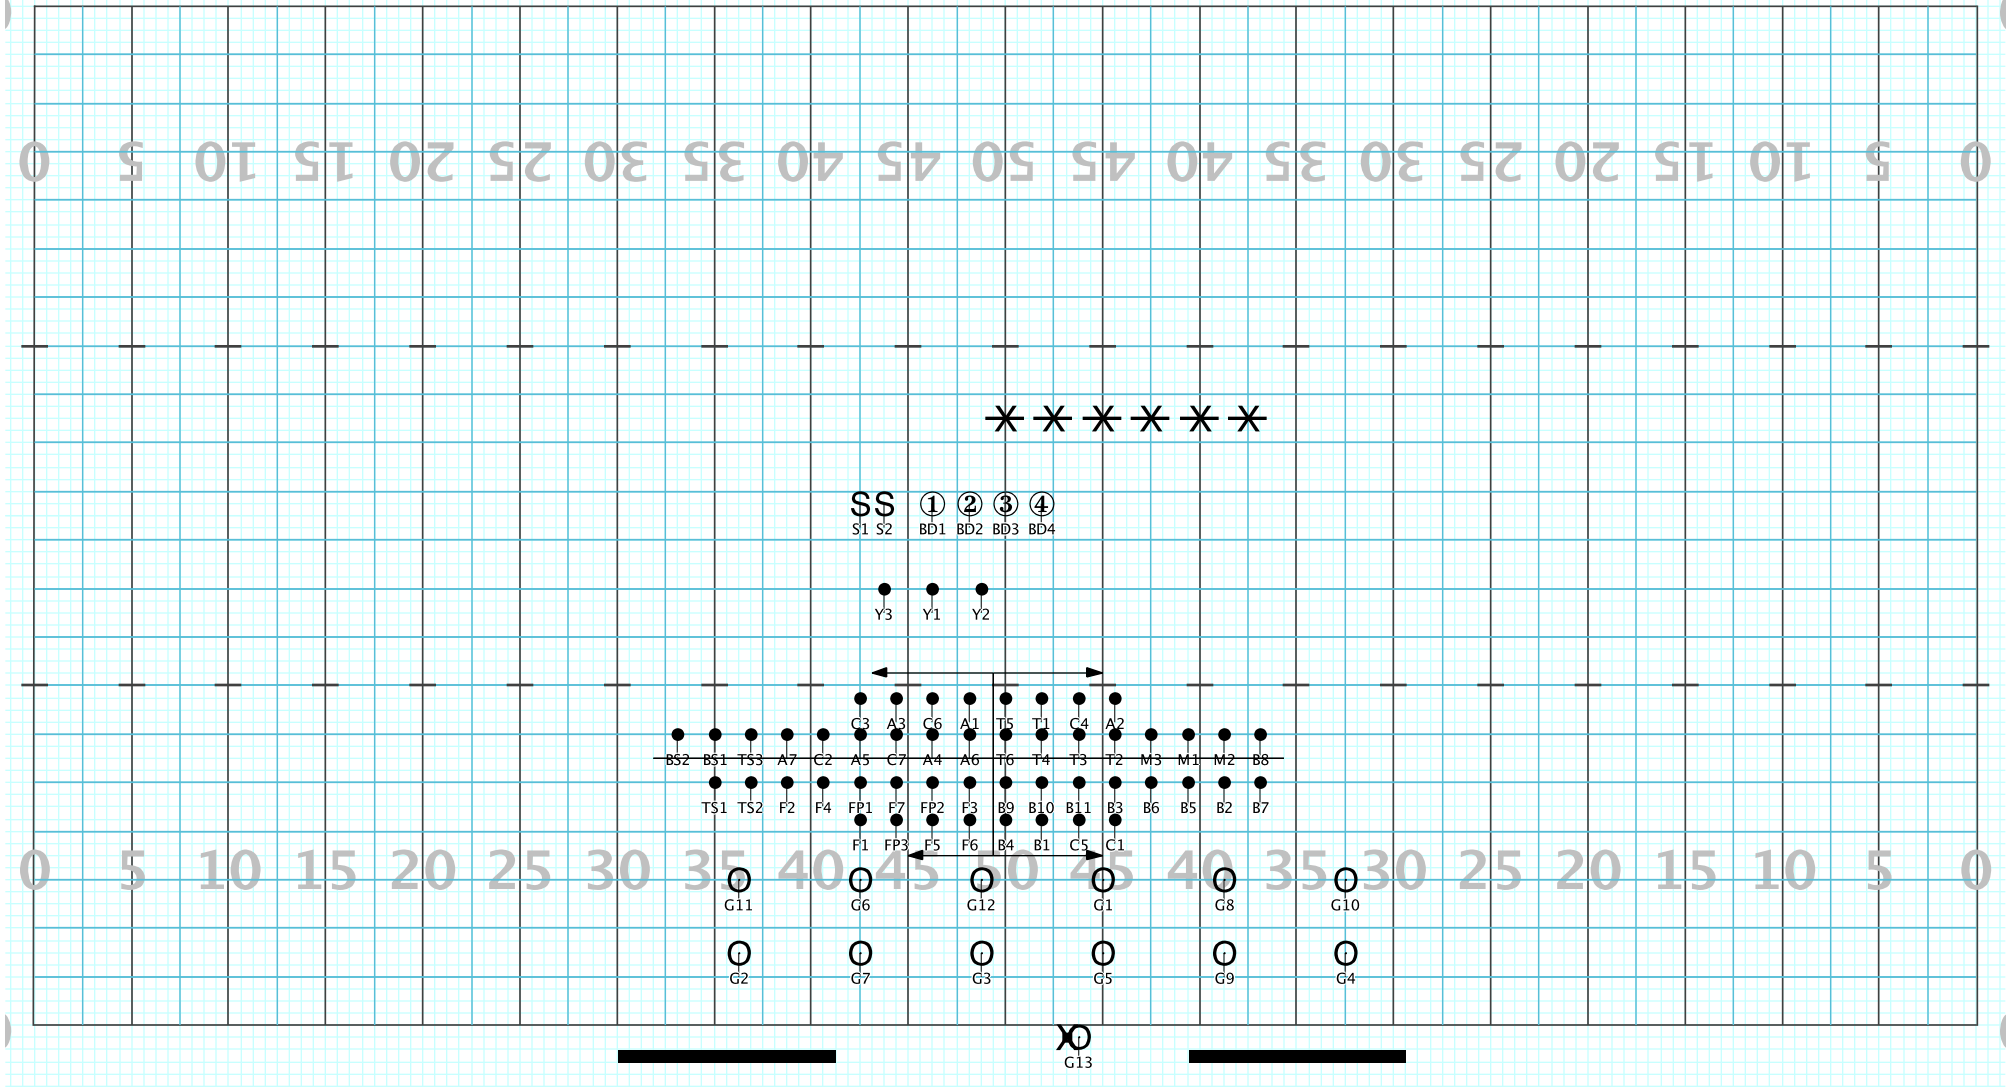 0 5 10 15 20 25 30 35 40 45 50 45 40 35 30 25 20 15 10 5 0
S S ① ② ③ ④
S1 S2 BD1 BD2 BD3 BD4
Y3 Y1 Y2
C3 A3 C6 A1 T5 T1 C4 A2
BS2 BS1 TS3 A7 C2 A5 C7 A4 A6 T6 T4 T3 T2 M3 M1 M2 B8
TS1 TS2 F2 F4 FP1 F7 FP2 F3 B9 B10 B11 B3 B6 B5 B2 B7
F1 FP3 F5 F6 B4 B1 C5 C1
0 5 10 15 20 25 30 35 40 45 50 45 40 35 30 25 20 15 10 5 0
O O O O O O
G11 G6 G12 G1 G8 G10
O O O O O O
G2 G7 G3 G5 G9 G4
X O
G13